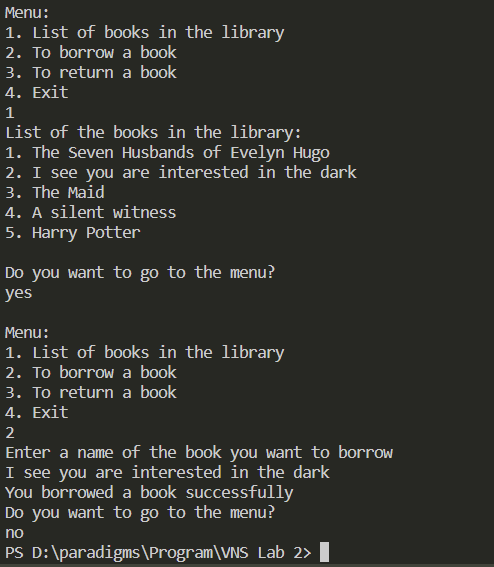 Menu:
1. List of books in the library
2. To borrow a book
3. To return a book
4. Exit
1
List of the books in the library:
1. The Seven Husbands of Evelyn Hugo
2. I see you are interested in the dark
3. The Maid
4. A silent witness
5. Harry Potter
Do you want to go to the menu?
yes
Menu:
1. List of books in the library
2. To borrow a book
3. To return a book
4. Exit
2
Enter a name of the book you want to borrow
I see you are interested in the dark
You borrowed a book successfully
Do you want to go to the menu?
no
PS D:\paradigms\Program\VNS Lab 2>